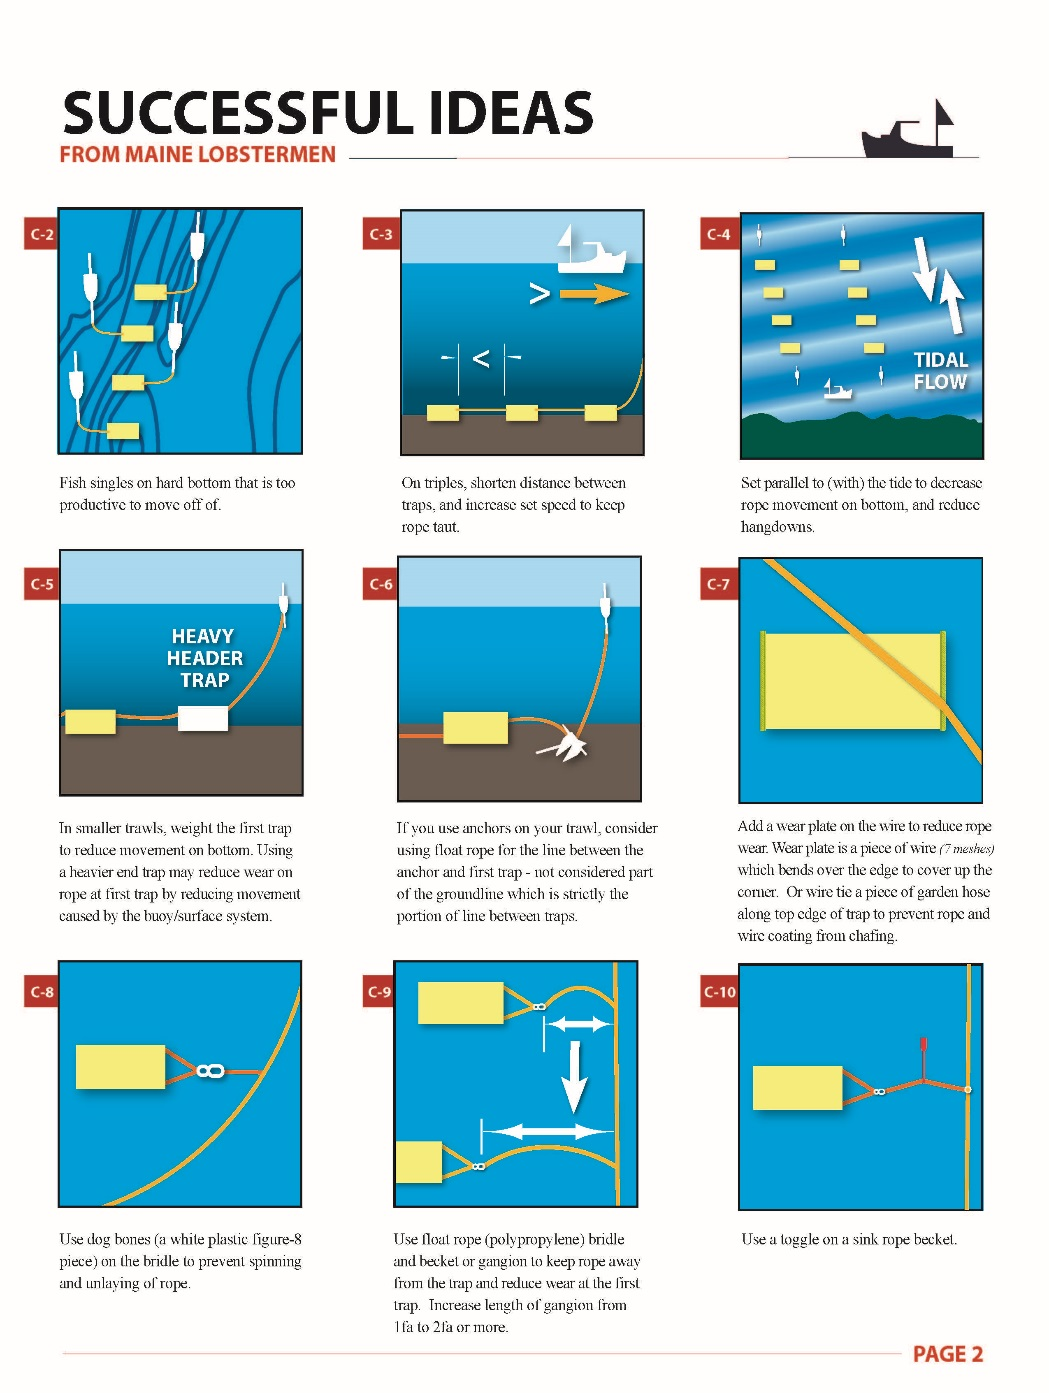 SUCCESSFUL IDEAS
FROM MAINE LOBSTERMEN
C-2
Fish singles on hard bottom that is too
productive to move off of.
C-3
>
<
On triples, shorten distance between
traps, and increase set speed to keep
rope taut.
C-4
TIDAL
FLOW
Set parallel to (with) the tide to decrease
rope movement on bottom, and reduce
hangdowns.
C-5
HEAVY
HEADER
TRAP
In smaller trawls, weight the first trap
to reduce movement on bottom. Using
a heavier end trap may reduce wear on
rope at first trap by reducing movement
caused by the buoy/surface system.
C-6
If you use anchors on your trawl, consider
using float rope for the line between the
anchor and first trap - not considered part
of the groundline which is strictly the
portion of line between traps.
C-7
Add a wear plate on the wire to reduce rope
wear. Wear plate is a piece of wire (7 meshes)
which bends over the edge to cover up the
corner.  Or wire tie a piece of garden hose
along top edge of trap to prevent rope and
wire coating from chafing.
C-8
Use dog bones (a white plastic figure-8
piece) on the bridle to prevent spinning
and unlaying of rope.
C-9
Use float rope (polypropylene) bridle
and becket or gangion to keep rope away
from the trap and reduce wear at the first
trap.  Increase length of gangion from
1fa to 2fa or more.
C-10
Use a toggle on a sink rope becket.
PAGE 2